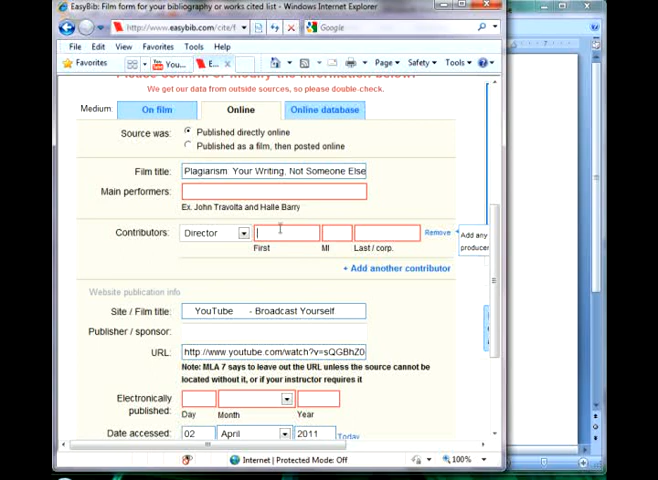 EasyBib: Film form for your bibliography or works cited list - Windows Internet Explorer
http://www.easybib.com/cite/f
Google
File Edit View Favorites Tools Help
Favorites
You...
E...
Page
Safety
Tools
We get our data from outside sources, so please double-check.
Medium:
On film
Online
Online database
Source was:
Published directly online
Published as a film, then posted online
Film title:
Plagiarism Your Writing, Not Someone Else
Main performers:
Ex. John Travolta and Halle Barry
Contributors:
Director
Remove
Add any
producer
First
MI
Last / corp.
+ Add another contributor
Website publication info
Site / Film title:
YouTube - Broadcast Yourself
Publisher / sponsor:
URL:
http://www.youtube.com/watch?v=sQGBhZ0
Note: MLA 7 says to leave out the URL unless the source cannot be
located without it, or if your instructor requires it
Electronically
published:
Day
Month
Year
Date accessed:
02
April
2011
Today
Internet | Protected Mode: Off
100%